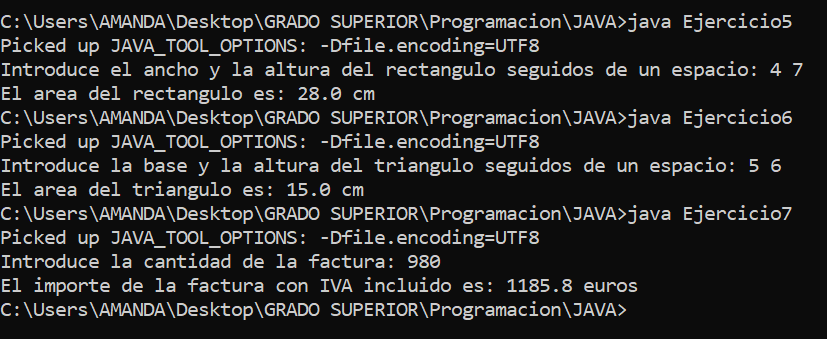 C:\Users\AMANDA\Desktop\GRADO SUPERIOR\Programacion\JAVA>java Ejercicio5
Picked up JAVA_TOOL_OPTIONS: -Dfile.encoding=UTF8
Introduce el ancho y la altura del rectangulo seguidos de un espacio: 4 7
El area del rectangulo es: 28.0 cm
C:\Users\AMANDA\Desktop\GRADO SUPERIOR\Programacion\JAVA>java Ejercicio6
Picked up JAVA_TOOL_OPTIONS: -Dfile.encoding=UTF8
Introduce la base y la altura del triangulo seguidos de un espacio: 5 6
El area del triangulo es: 15.0 cm
C:\Users\AMANDA\Desktop\GRADO SUPERIOR\Programacion\JAVA>java Ejercicio7
Picked up JAVA_TOOL_OPTIONS: -Dfile.encoding=UTF8
Introduce la cantidad de la factura: 980
El importe de la factura con IVA incluido es: 1185.8 euros
C:\Users\AMANDA\Desktop\GRADO SUPERIOR\Programacion\JAVA>